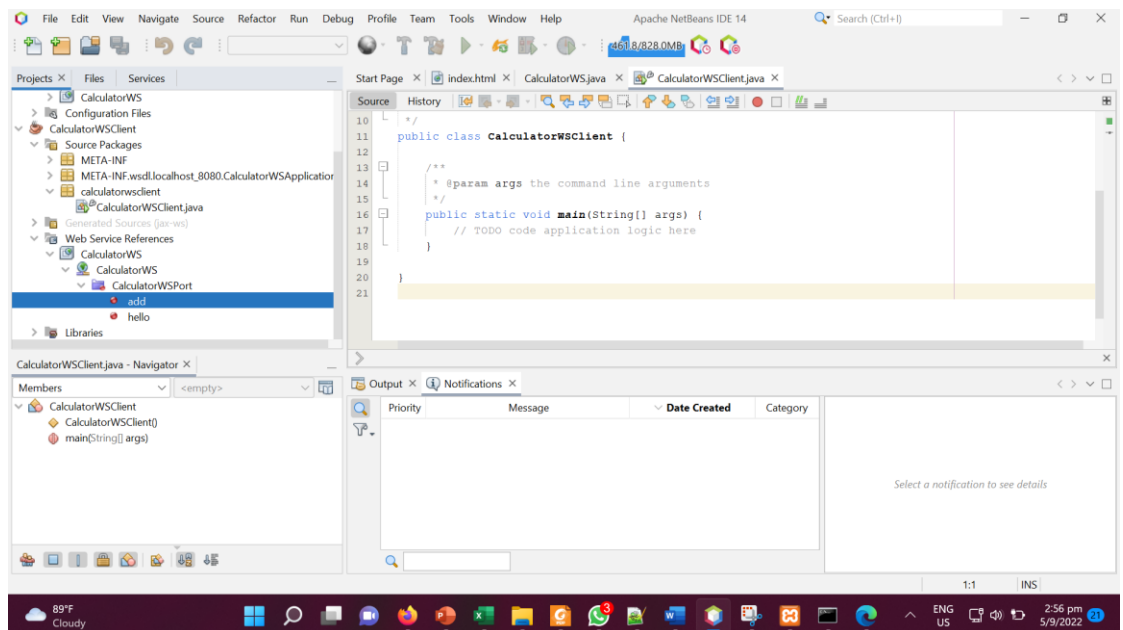 File Edit View Navigate Source Refactor Run Debug Profile Team Tools Window Help Apache NetBeans IDE 14 Search (Ctrl+I)
461.8/828.0MB
Projects Files Services
Start Page index.html CalculatorWS.java CalculatorWSClient.java
CalculatorWS
Configuration Files
CalculatorWSClient
Source Packages
META-INF
META-INF.wsdl.localhost_8080.CalculatorWSApplication
calculatorwsclient
CalculatorWSClient.java
Generated Sources (jax-ws)
Web Service References
CalculatorWS
CalculatorWS
CalculatorWSPort
add
hello
Libraries
Source History
10 */
11 public class CalculatorWSClient {
12
13 /**
14 * @param args the command line arguments
15 */
16 public static void main(String[] args) {
17 // TODO code application logic here
18 }
19
20 }
21
CalculatorWSClient.java - Navigator
Members <empty>
CalculatorWSClient
CalculatorWSClient()
main(String[] args)
Output Notifications
Priority Message Date Created Category
Select a notification to see details
1:1 INS
89°F
Cloudy
3
ENG
US
2:56 pm
5/9/2022
21